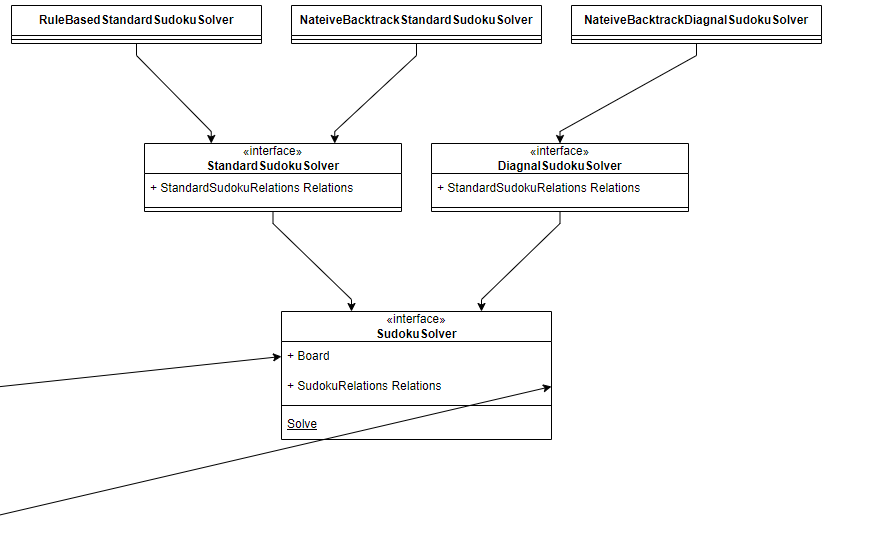 RuleBasedStandardSudokuSolver
NateiveBacktrackStandardSudokuSolver
NateiveBacktrackDiagnalSudokuSolver
«interface»
StandardSudokuSolver
+ StandardSudokuRelations Relations
«interface»
DiagnalSudokuSolver
+ StandardSudokuRelations Relations
«interface»
SudokuSolver
+ Board
+ SudokuRelations Relations
Solve